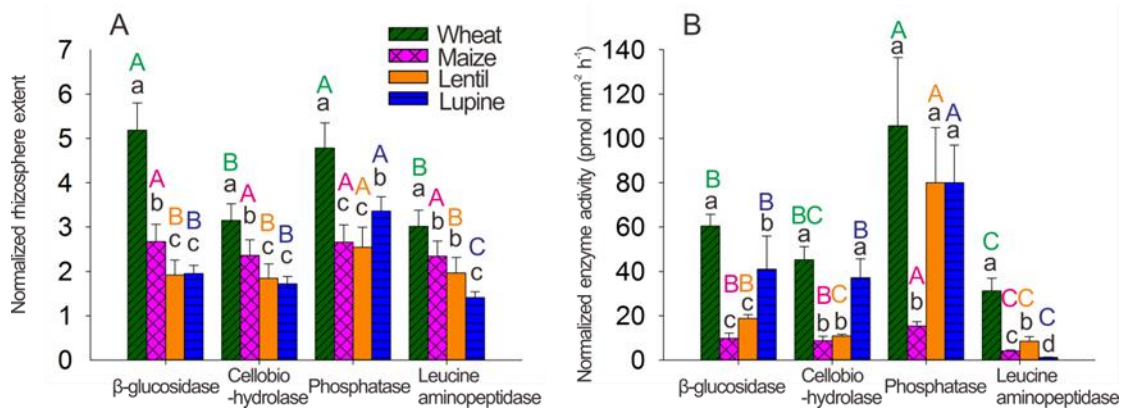 A
Wheat
Maize
Lentil
Lupine
Normalized rhizosphere extent
7
6
5
4
3
2
1
0
A A B B
a b c c
B A B B
a b c c
A A A A
a c c b
B A B C
a b b c
β-glucosidase
Cellobio
-hydrolase
Phosphatase
Leucine
aminopeptidase
B
Normalized enzyme activity (pmol mm⁻² h⁻¹)
140
120
100
80
60
40
20
0
B B B B
a c c b
BC B C B
a b b a
A A A A
a b a a
C C C C
a c b d
β-glucosidase
Cellobio
-hydrolase
Phosphatase
Leucine
aminopeptidase